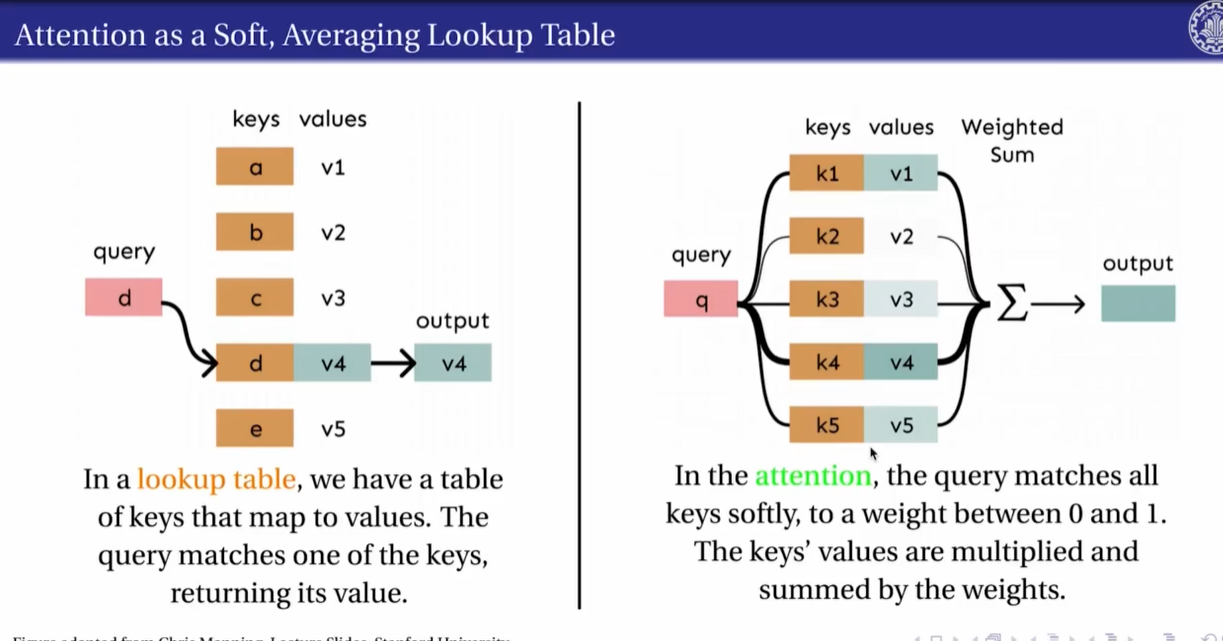 Attention as a Soft, Averaging Lookup Table
keys values
a v1
b v2
query
d
c v3
output
d v4 v4
e v5
In a lookup table, we have a table
of keys that map to values. The
query matches one of the keys,
returning its value.
keys values Weighted
Sum
k1 v1
k2 v2
query
q
k3 v3
Σ
output
k4 v4
k5 v5
In the attention, the query matches all
keys softly, to a weight between 0 and 1.
The keys’ values are multiplied and
summed by the weights.
Figure adapted from Chris Manning, Lecture Slides, Stanford University